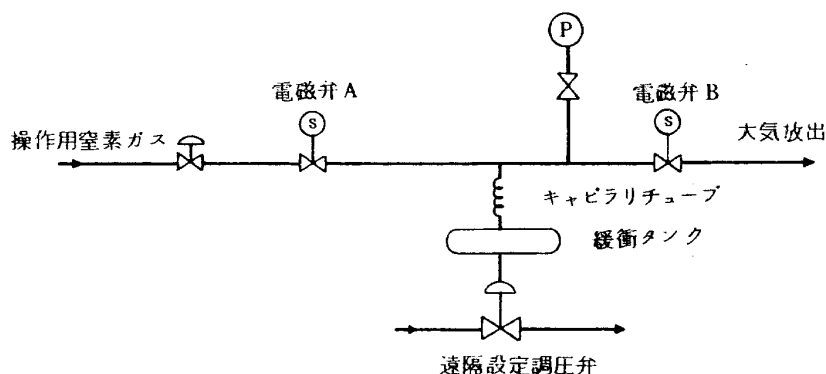 P
電磁弁A
電磁弁B
S
S
操作用窒素ガス
大気放出
キャピラリチューブ
緩衝タンク
遠隔設定調圧弁